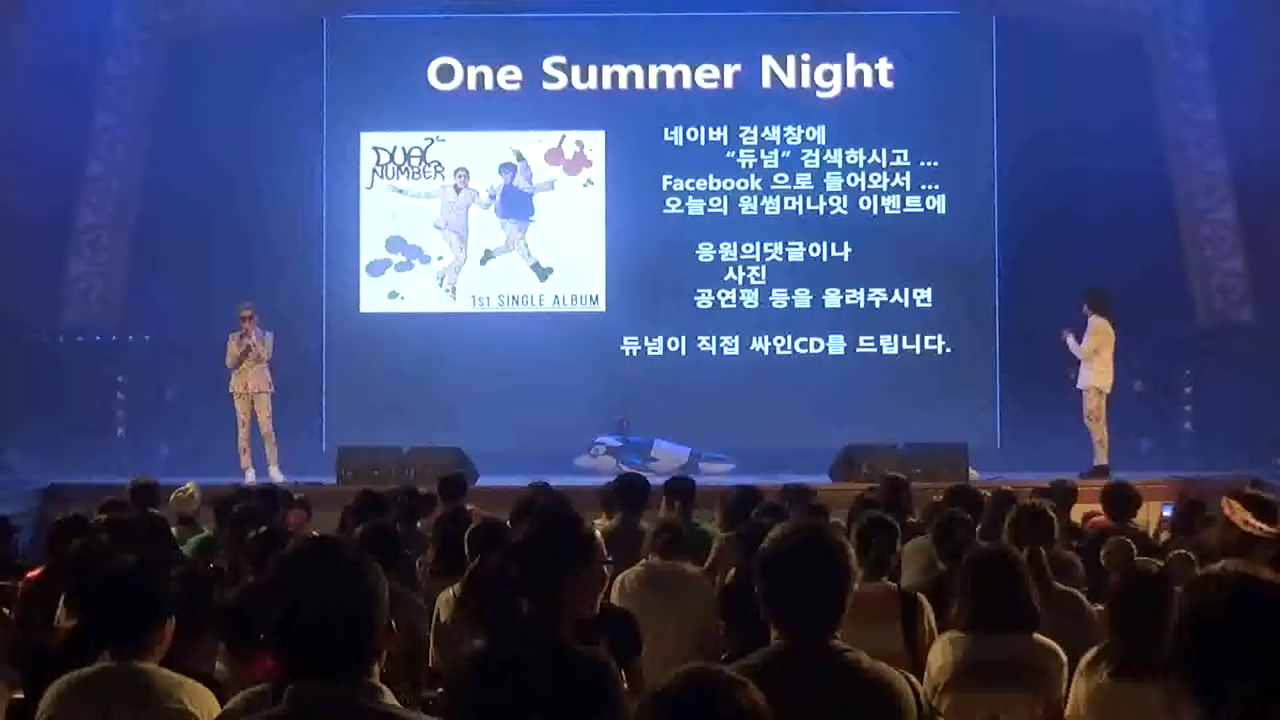 One Summer Night
DUAL
NUMBER
1st SINGLE ALBUM
네이버 검색창에
“듀넘” 검색하시고 ...
Facebook 으로 들어와서 ...
오늘의 원썸머나잇 이벤트에
응원의댓글이나
사진
공연평 등을 올려주시면
듀넘이 직접 싸인CD를 드립니다.